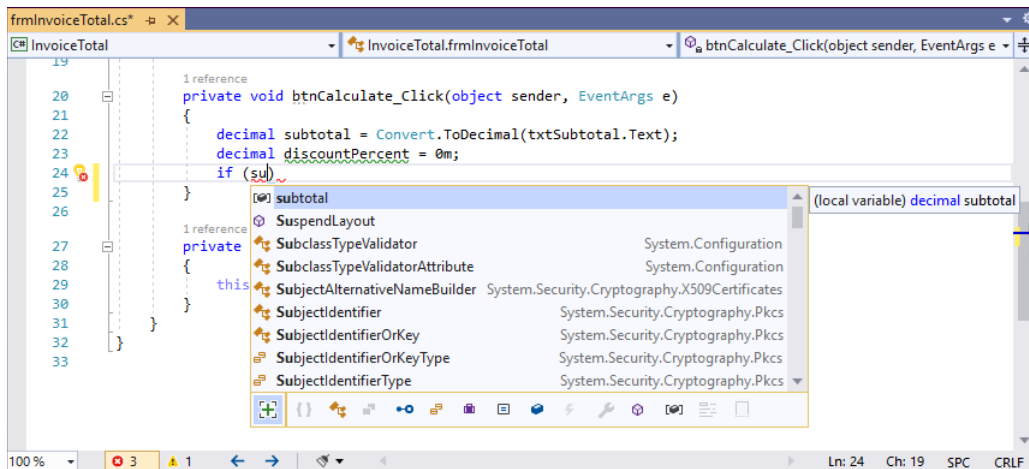 frmInvoiceTotal.cs*
InvoiceTotal InvoiceTotal.frmInvoiceTotal btnCalculate_Click(object sender, EventArgs e
19
1 reference
20 private void btnCalculate_Click(object sender, EventArgs e)
21 {
22 decimal subtotal = Convert.ToDecimal(txtSubtotal.Text);
23 decimal discountPercent = 0m;
24 if (su)
25 }
subtotal (local variable) decimal subtotal
26 SuspendLayout
1 reference
27 private SubclassTypeValidator System.Configuration
28 { SubclassTypeValidatorAttribute System.Configuration
29 this SubjectAlternativeNameBuilder System.Security.Cryptography.X509Certificates
30 } SubjectIdentifier System.Security.Cryptography.Pkcs
31 } SubjectIdentifierOrKey System.Security.Cryptography.Pkcs
32 } SubjectIdentifierOrKeyType System.Security.Cryptography.Pkcs
33 SubjectIdentifierType System.Security.Cryptography.Pkcs
100 % 3 1 Ln: 24 Ch: 19 SPC CRLF